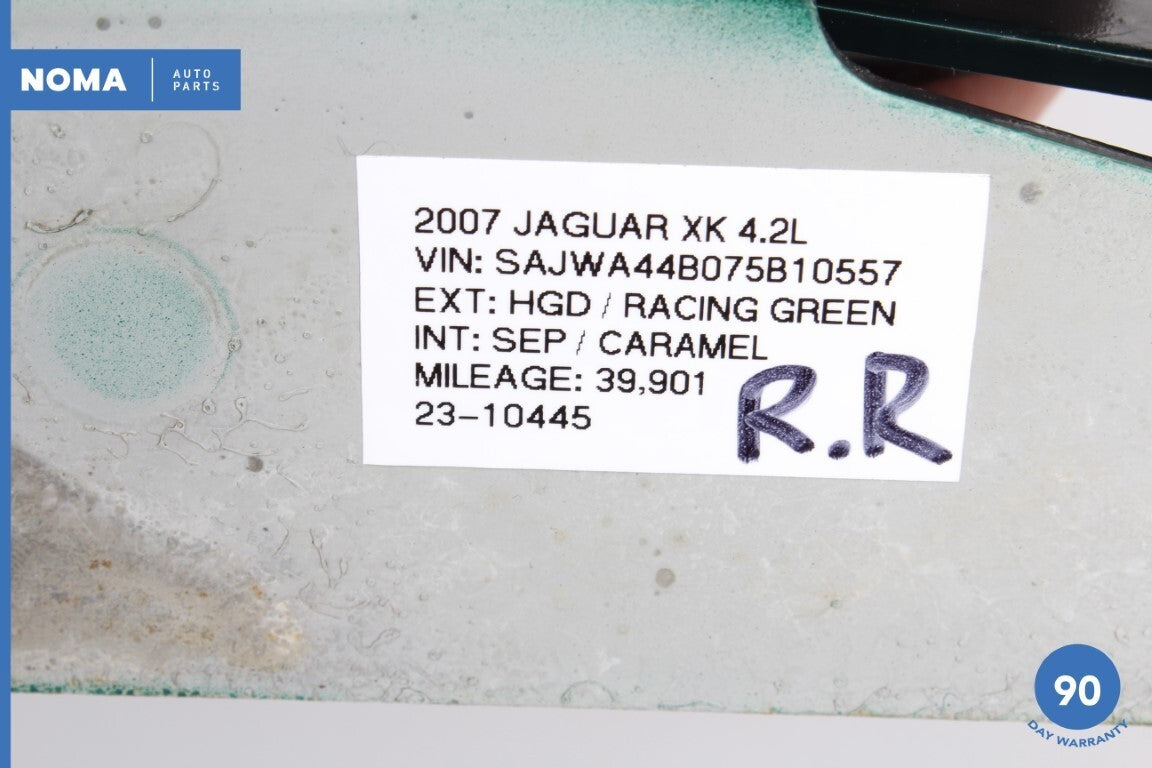 NOMA
AUTO
PARTS
2007 JAGUAR XK 4.2L
VIN: SAJWA44B075B10557
EXT: HGD / RACING GREEN
INT: SEP / CARAMEL
MILEAGE: 39,901
23-10445
R.R
90
DAY WARRANTY